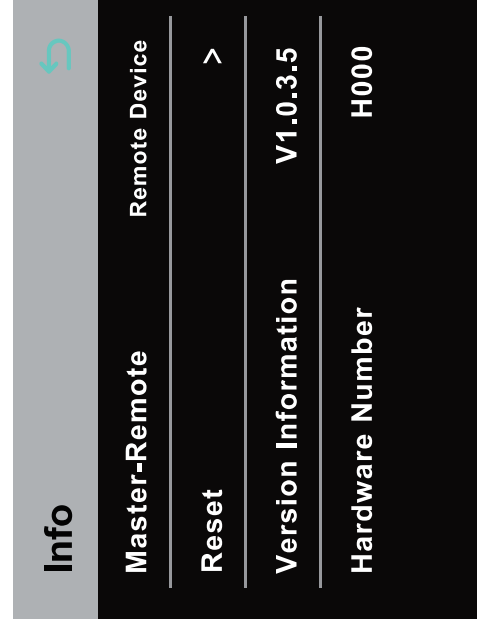 Info
Master-Remote Remote Device
Reset >
Version Information V1.0.3.5
Hardware Number H000